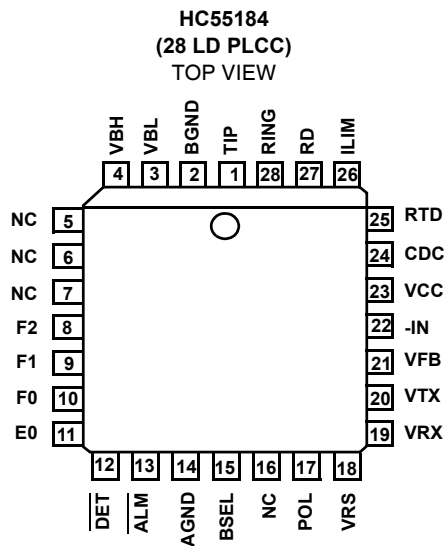 HC55184
(28 LD PLCC)
TOP VIEW
VBH
VBL
BGND
TIP
RING
RD
ILIM
4
3
2
1
28
27
26
NC 5
NC 6
NC 7
F2 8
F1 9
F0 10
E0 11
25 RTD
24 CDC
23 VCC
22 -IN
21 VFB
20 VTX
19 VRX
12
13
14
15
16
17
18
DET
ALM
AGND
BSEL
NC
POL
VRS